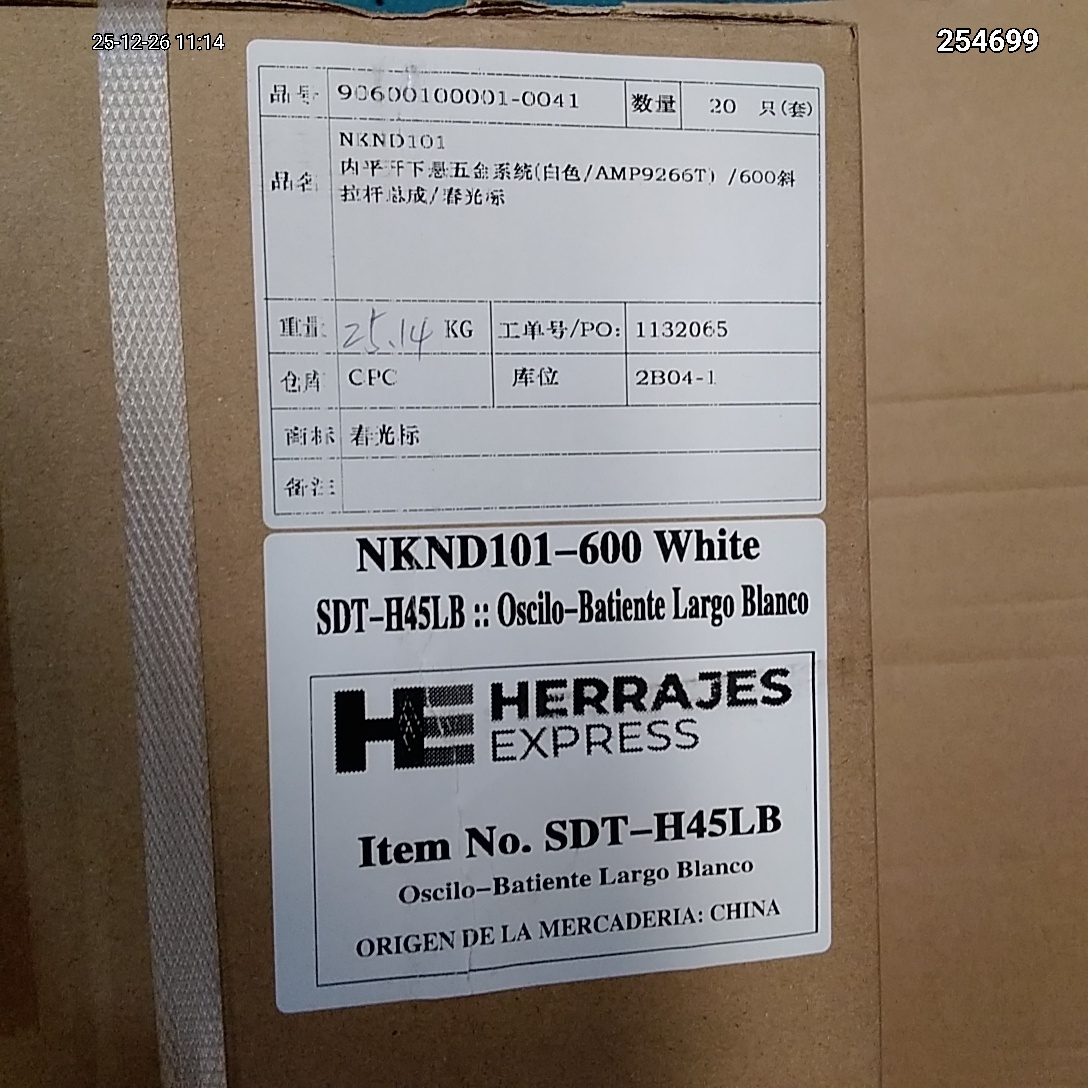 25-12-26 11:14
254699
品号 90600100001-0041 数量 20 只(套)
NKND101
品名 内平开下悬五金系统(白色/AMP9266T) /600斜
拉杆总成/春光标
重量 25.14 KG 工单号/PO: 1132065
仓库 CPC 库位 2B04-1
商标 春光标
备注:
NKND101-600 White
SDT-H45LB :: Oscilo-Batiente Largo Blanco
HE HERRAJES
EXPRESS
Item No. SDT-H45LB
Oscilo-Batiente Largo Blanco
ORIGEN DE LA MERCADERIA: CHINA